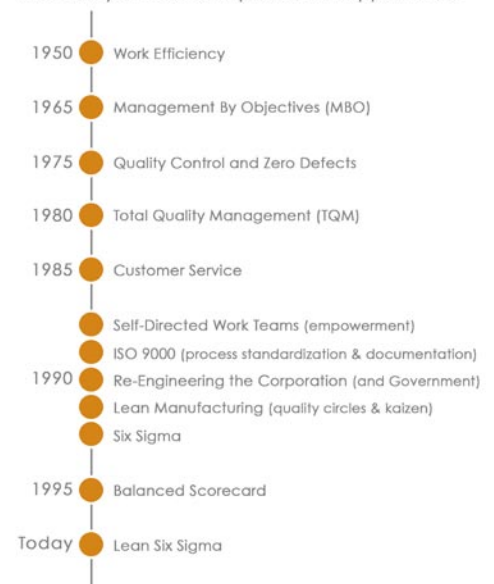 1950 Work Efficiency
1965 Management By Objectives (MBO)
1975 Quality Control and Zero Defects
1980 Total Quality Management (TQM)
1985 Customer Service
Self-Directed Work Teams (empowerment)
ISO 9000 (process standardization & documentation)
1990 Re-Engineering the Corporation (and Government)
Lean Manufacturing (quality circles & kaizen)
Six Sigma
1995 Balanced Scorecard
Today Lean Six Sigma